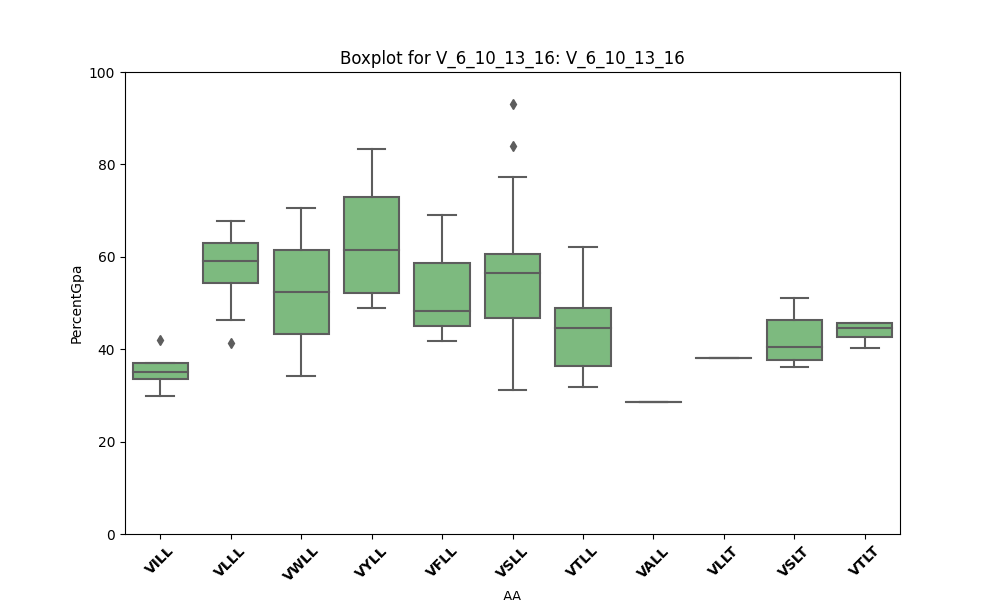 Boxplot for V_6_10_13_16: V_6_10_13_16
100
80
60
40
20
0
PercentGpa
VILL
VLLL
VWLL
VYLL
VFLL
VSLL
VTLL
VALL
VLLT
VSLT
VTLT
AA